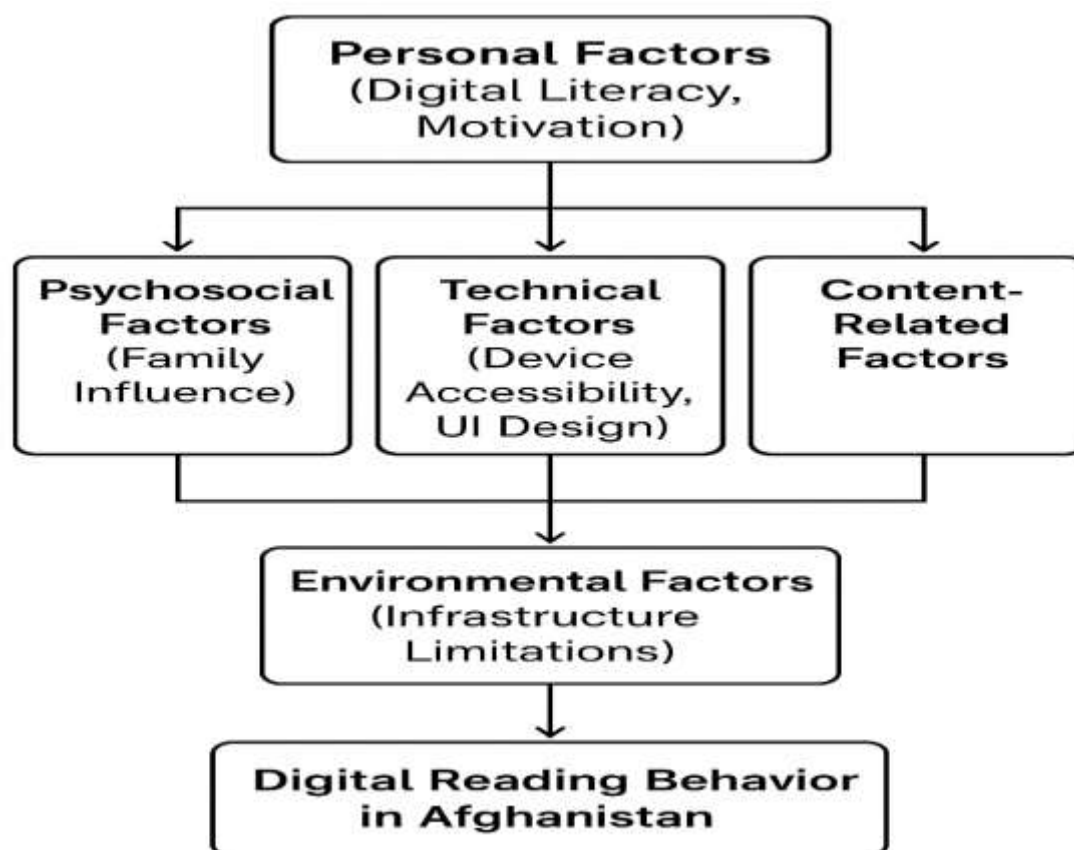 Personal Factors
(Digital Literacy,
Motivation)
Psychosocial
Factors
(Family
Influence)
Technical
Factors
(Device
Accessibility,
UI Design)
Content-
Related
Factors
Environmental Factors
(Infrastructure
Limitations)
Digital Reading Behavior
in Afghanistan